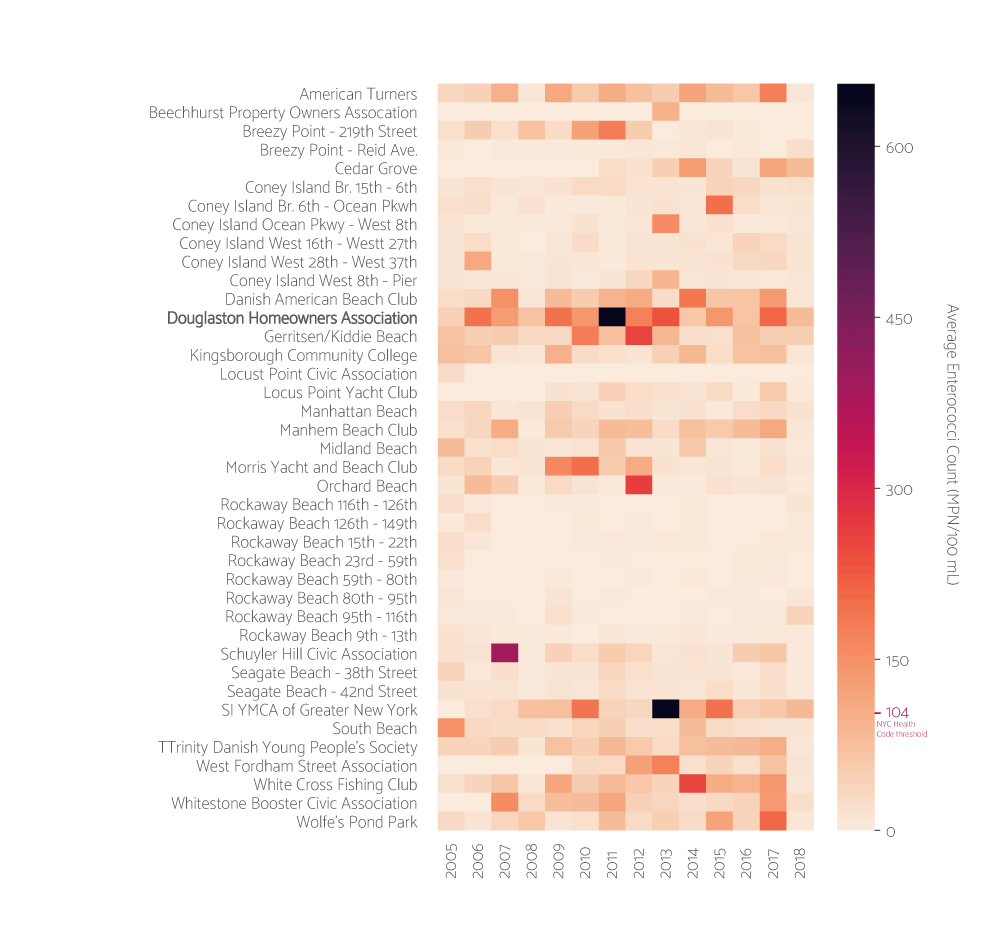 American Turners
Beechhurst Property Owners Assocation
Breezy Point - 219th Street
Breezy Point - Reid Ave.
Cedar Grove
Coney Island Br. 15th - 6th
Coney Island Br. 6th - Ocean Pkwh
Coney Island Ocean Pkwy - West 8th
Coney Island West 16th - Westt 27th
Coney Island West 28th - West 37th
Coney Island West 8th - Pier
Danish American Beach Club
Douglaston Homeowners Association
Gerritsen/Kiddie Beach
Kingsborough Community College
Locust Point Civic Association
Locus Point Yacht Club
Manhattan Beach
Manhem Beach Club
Midland Beach
Morris Yacht and Beach Club
Orchard Beach
Rockaway Beach 116th - 126th
Rockaway Beach 126th - 149th
Rockaway Beach 15th - 22th
Rockaway Beach 23rd - 59th
Rockaway Beach 59th - 80th
Rockaway Beach 80th - 95th
Rockaway Beach 95th - 116th
Rockaway Beach 9th - 13th
Schuyler Hill Civic Association
Seagate Beach - 38th Street
Seagate Beach - 42nd Street
SI YMCA of Greater New York
South Beach
TTrinity Danish Young People's Society
West Fordham Street Association
White Cross Fishing Club
Whitestone Booster Civic Association
Wolfe's Pond Park
2005 2006 2007 2008 2009 2010 2011 2012 2013 2014 2015 2016 2017 2018
600
450
300
150
104
NYC Health
Code threshold
0
Average Enterococci Count (MPN/100 mL)